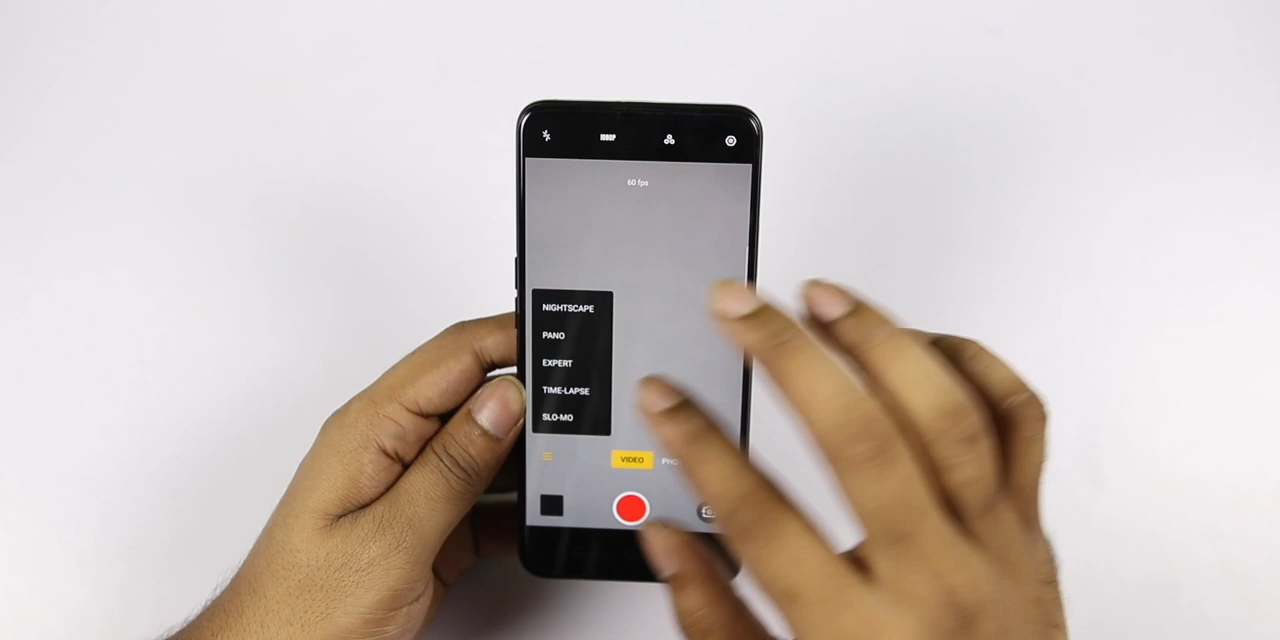 1080P
60 fps
NIGHTSCAPE
PANO
EXPERT
TIME-LAPSE
SLO-MO
VIDEO